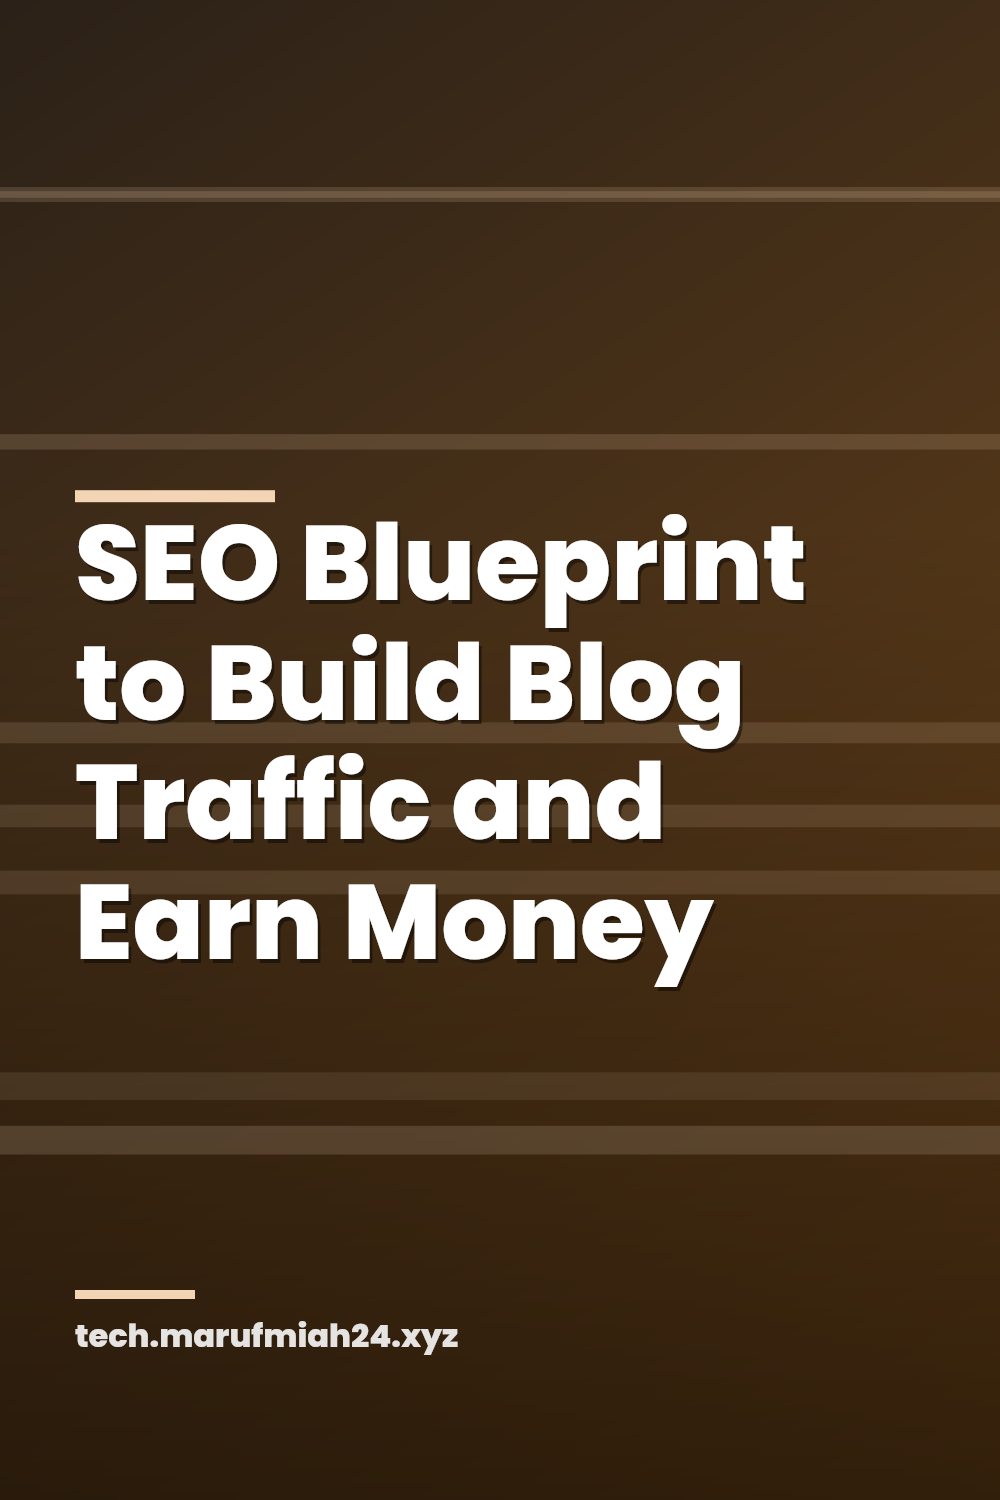 SEO Blueprint
to Build Blog
Traffic and
Earn Money
tech.marufmiah24.xyz